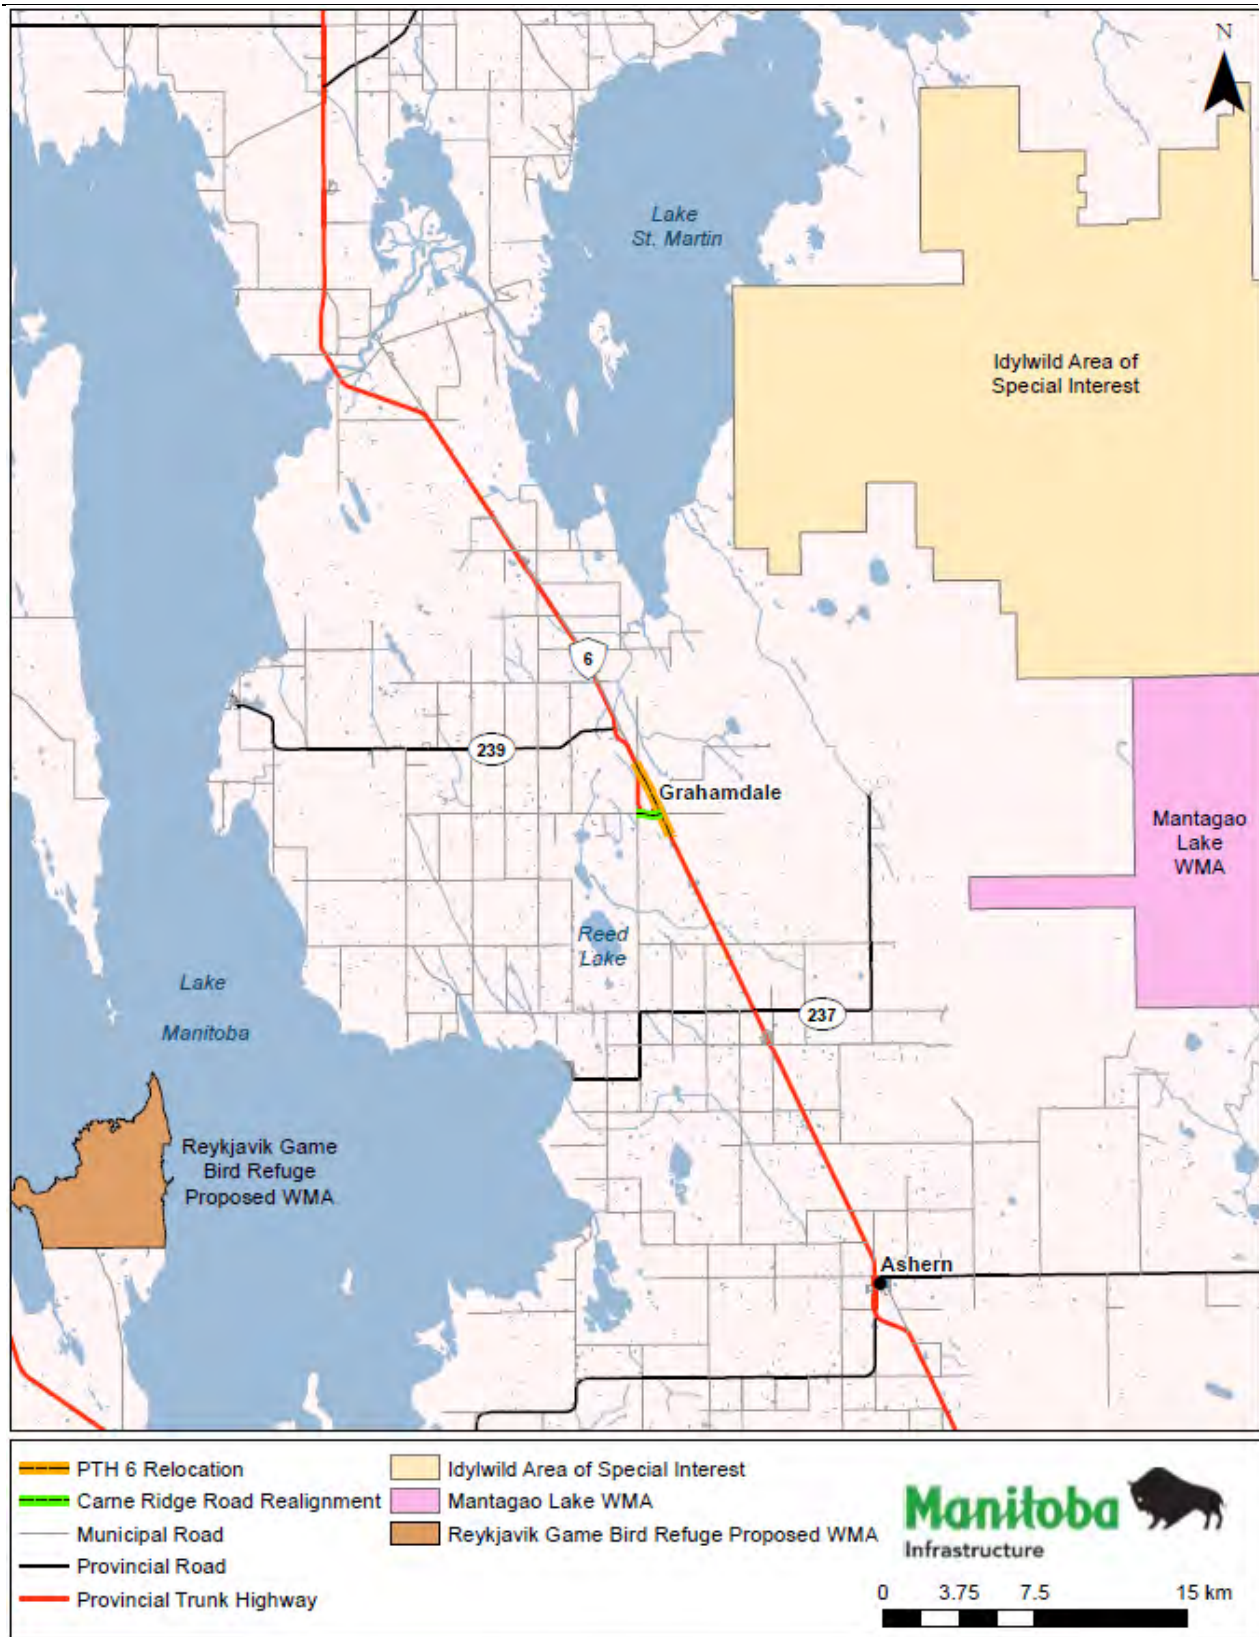 N
Lake
St. Martin
Idylwild Area of
Special Interest
6
239
Grahamdale
Mantagao
Lake
WMA
Reed
Lake
Lake
Manitoba
237
Reykjavik Game
Bird Refuge
Proposed WMA
Ashern
PTH 6 Relocation
Carne Ridge Road Realignment
Municipal Road
Provincial Road
Provincial Trunk Highway
Idylwild Area of Special Interest
Mantagao Lake WMA
Reykjavik Game Bird Refuge Proposed WMA
Manitoba
Infrastructure
0 3.75 7.5 15 km